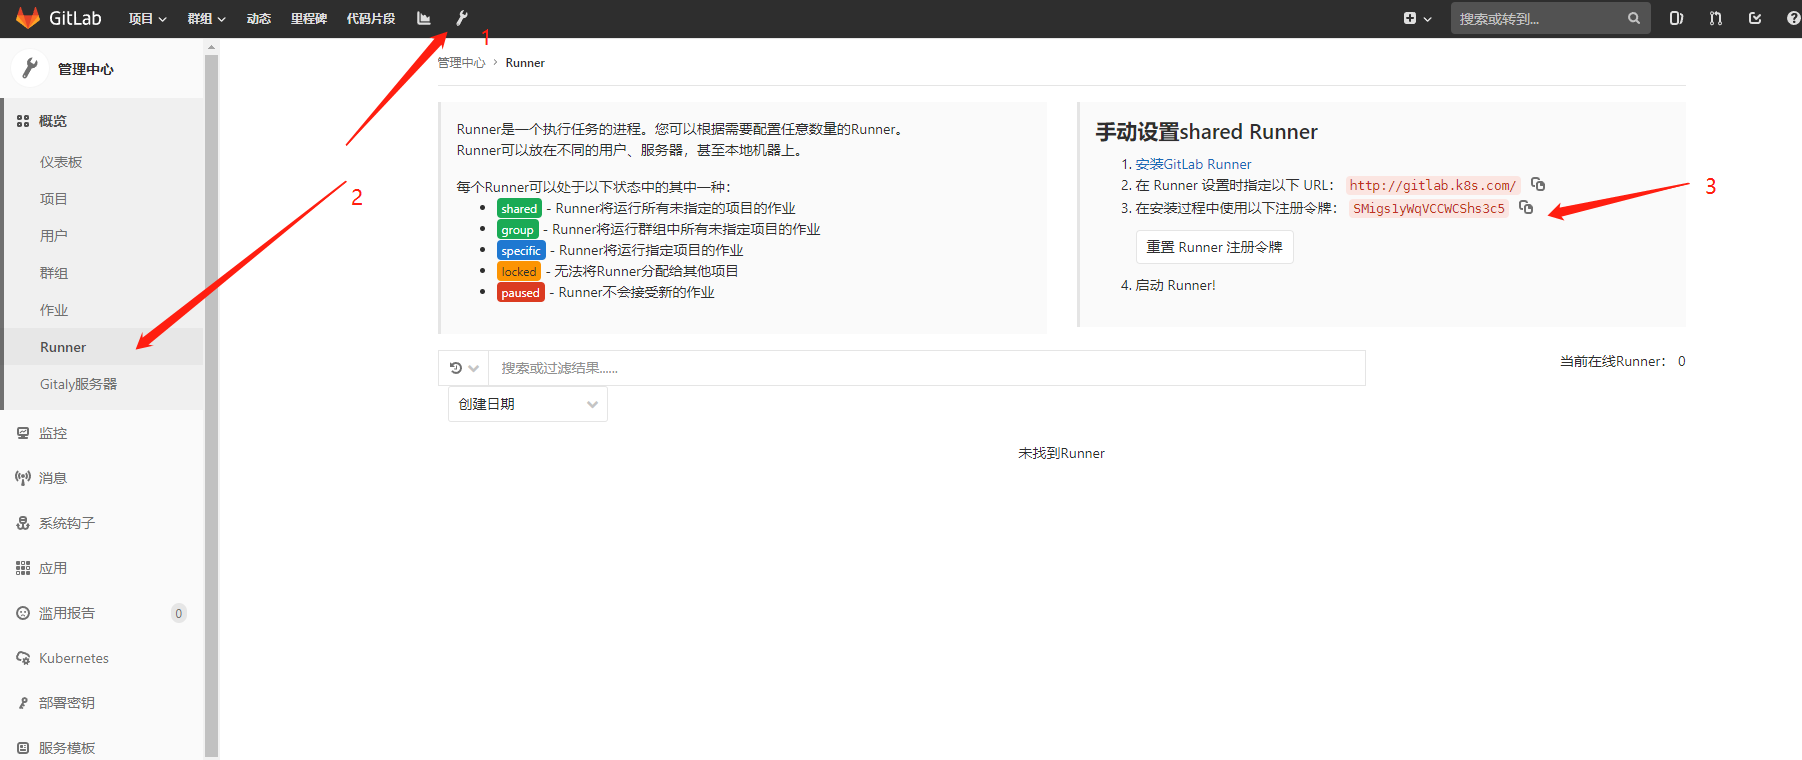 GitLab 项目 群组 动态 里程碑 代码片段 搜索或转到...
1
管理中心
管理中心 › Runner
概览
仪表板
项目
用户
群组
作业
Runner
Gitaly服务器
监控
消息
系统钩子
应用
滥用报告 0
Kubernetes
部署密钥
服务模板
2
Runner是一个执行任务的进程。您可以根据需要配置任意数量的Runner。
Runner可以放在不同的用户、服务器，甚至本地机器上。
每个Runner可以处于以下状态中的其中一种：
shared - Runner将运行所有未指定的项目的作业
group - Runner将运行群组中所有未指定项目的作业
specific - Runner将运行指定项目的作业
locked - 无法将Runner分配给其他项目
paused - Runner不会接受新的作业
手动设置shared Runner
1. 安装GitLab Runner
2. 在 Runner 设置时指定以下 URL： http://gitlab.k8s.com/
3. 在安装过程中使用以下注册令牌： SMigs1yWqVCCWCShs3c5
重置 Runner 注册令牌
4. 启动 Runner!
3
搜索或过滤结果......
当前在线Runner： 0
创建日期
未找到Runner